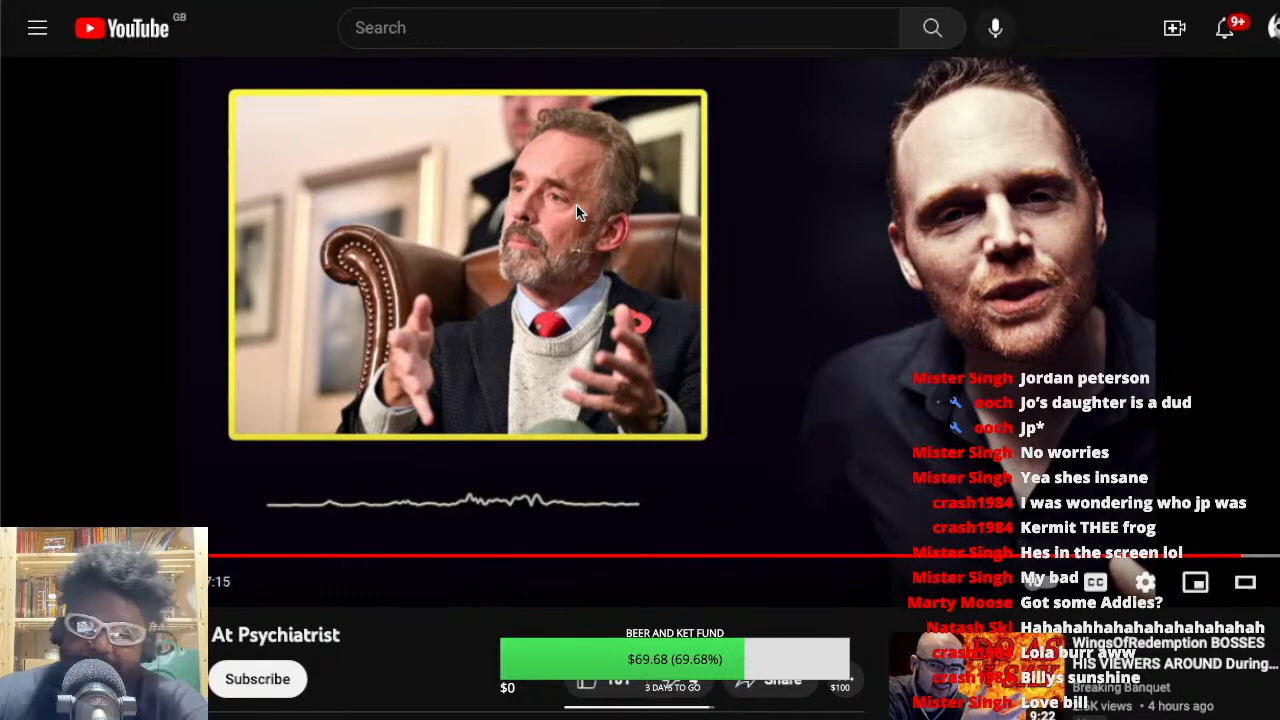 YouTube GB
Search
9+
Mister Singh Jordan peterson
ooch Jo's daughter is a dud
ooch Jp*
Mister Singh No worries
Mister Singh Yea shes insane
crash1984 I was wondering who jp was
crash1984 Kermit THEE frog
Mister Singh Hes in the screen lol
Mister Singh My bad
Marty Moose Got some Addies?
Natash Ski Hahahahhahahahahahahah
crash1984 Lola burr aww
crash1984 Billys sunshine
Mister Singh Love bill
7:15
CC
At Psychiatrist
Subscribe
BEER AND KET FUND
$69.68 (69.68%)
$0
3 DAYS TO GO
$100
Share
WingsOfRedemption BOSSES
HIS VIEWERS AROUND During...
Breaking Banquet
views • 4 hours ago
9:22